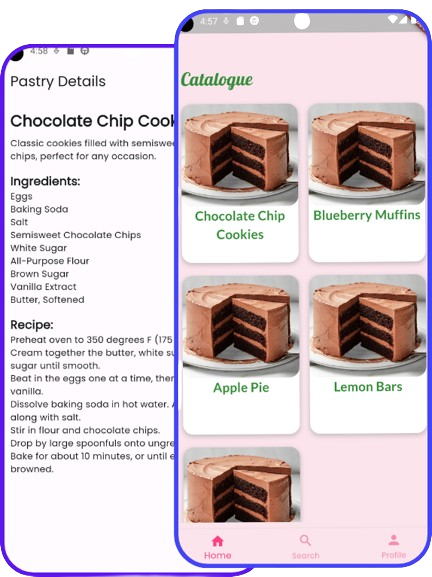 4:58
Pastry Details
Chocolate Chip
Classic cookies filled with
chips, perfect for any occasion.
Ingredients:
Eggs
Baking Soda
Salt
Semisweet Chocolate Chips
White Sugar
All-Purpose Flour
Brown Sugar
Vanilla Extract
Butter, Softened
Recipe:
Preheat oven to 350 degrees F (175
Cream together the butter, white
sugar until smooth.
Beat in the eggs one at a time,
vanilla.
Dissolve baking soda in hot water.
along with salt.
Stir in flour and chocolate chips.
Drop by large spoonfuls onto
Bake for about 10 minutes, or until
browned.
4:57
Catalogue
Chocolate Chip
Cookies
Blueberry Muffins
Apple Pie
Lemon Bars
Home
Search
Profile